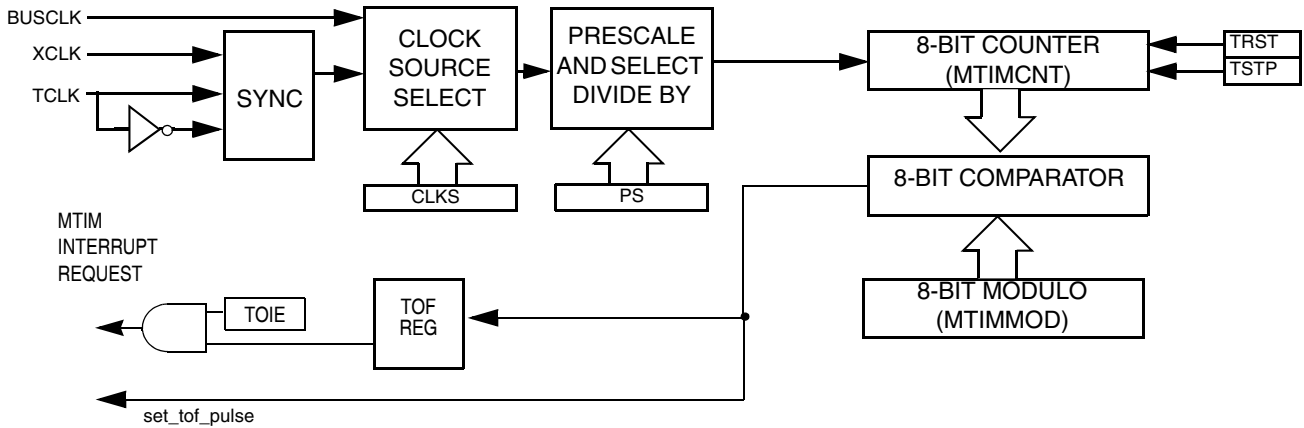 BUSCLK
XCLK
TCLK
SYNC
CLOCK
SOURCE
SELECT
CLKS
PRESCALE
AND SELECT
DIVIDE BY
PS
8-BIT COUNTER
(MTIMCNT)
TRST
TSTP
8-BIT COMPARATOR
8-BIT MODULO
(MTIMMOD)
MTIM
INTERRUPT
REQUEST
TOIE
TOF
REG
set_tof_pulse